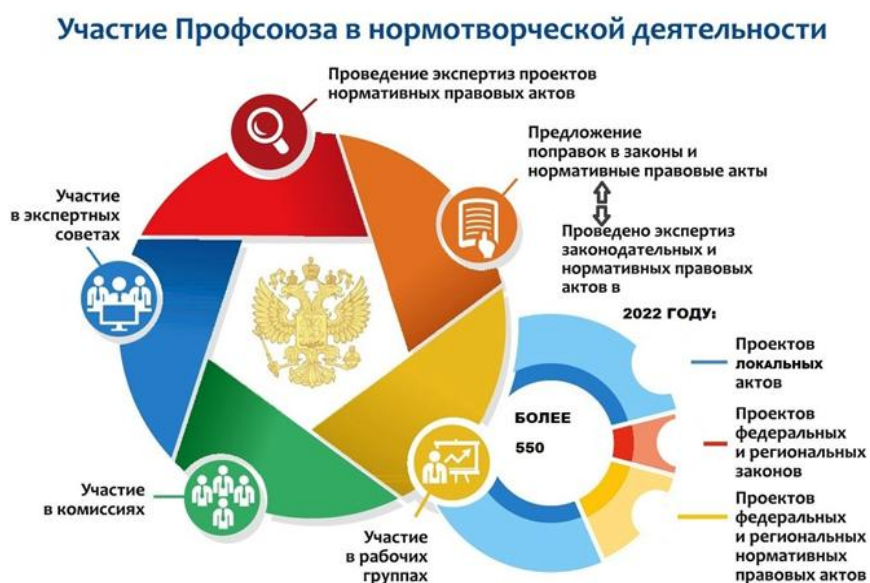 Участие Профсоюза в нормотворческой деятельности
Проведение экспертиз проектов
нормативных правовых актов
Предложение
поправок в законы и
нормативные правовые акты
Участие
в экспертных
советах
Проведено экспертиз
законодательных и
нормативных правовых
актов в
2022 ГОДУ:
Проектов
локальных
актов
БОЛЕЕ
550
Проектов
федеральных
и региональных
законов
Участие
в комиссиях
Участие
в рабочих
группах
Проектов
федеральных
и региональных
нормативных
правовых актов